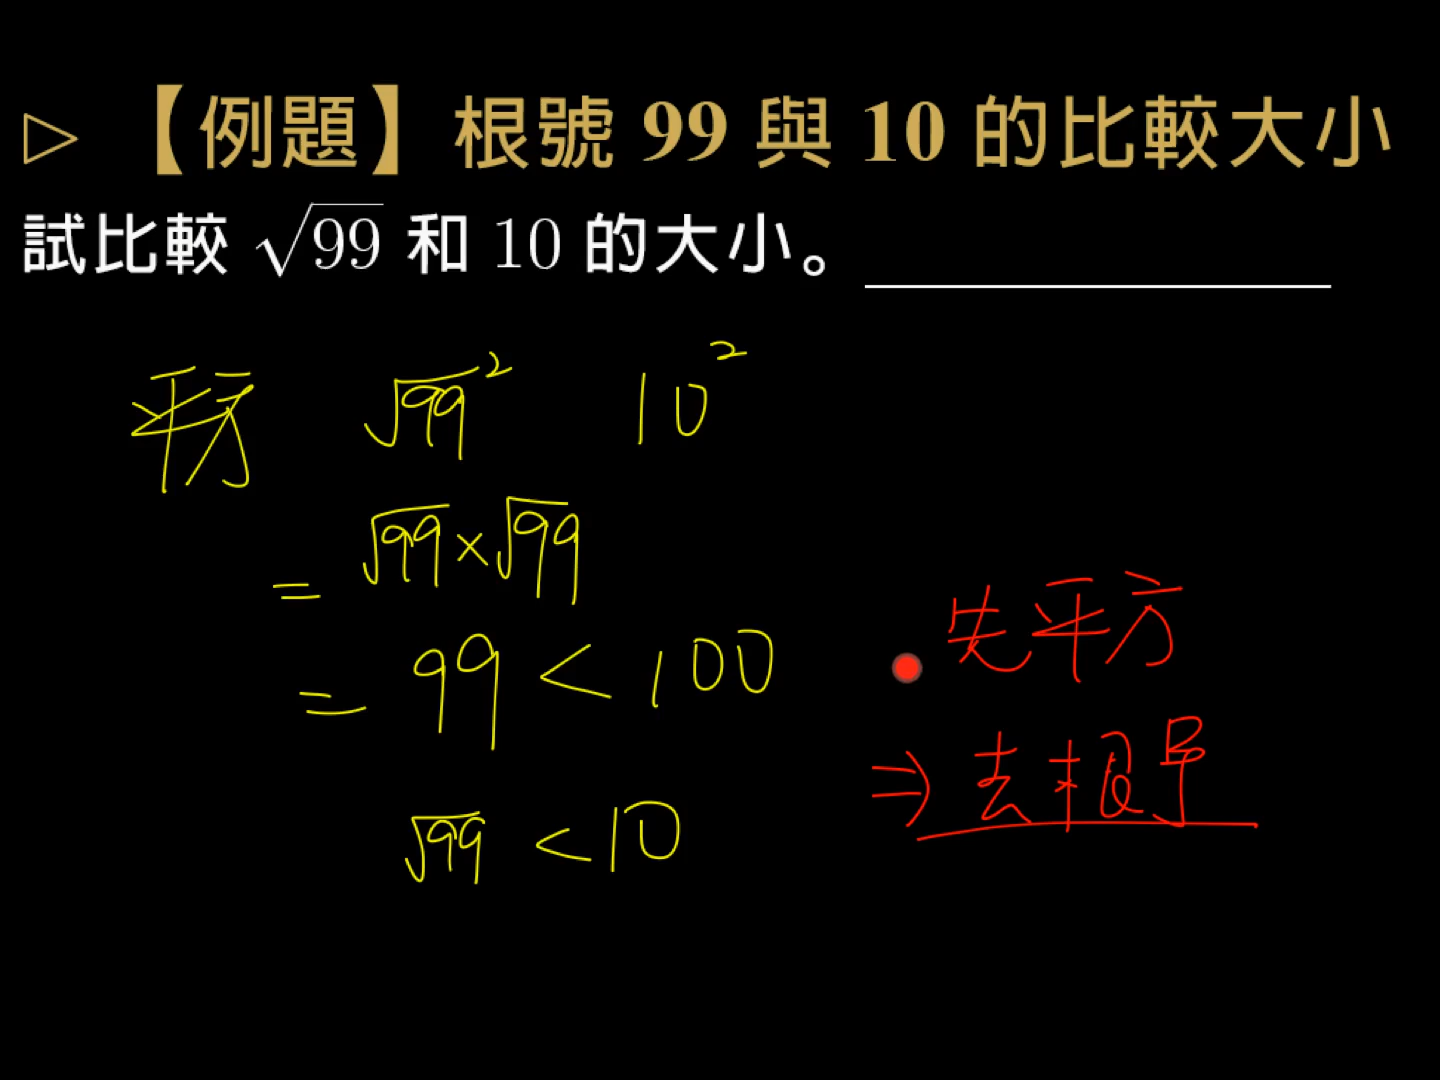 ▷ 【例題】根號 99 與 10 的比較大小
試比較 √99 和 10 的大小。
平方 √99² 10²
= √99×√99
= 99 < 100
√99 < 10
先平方
⇒ 去根号